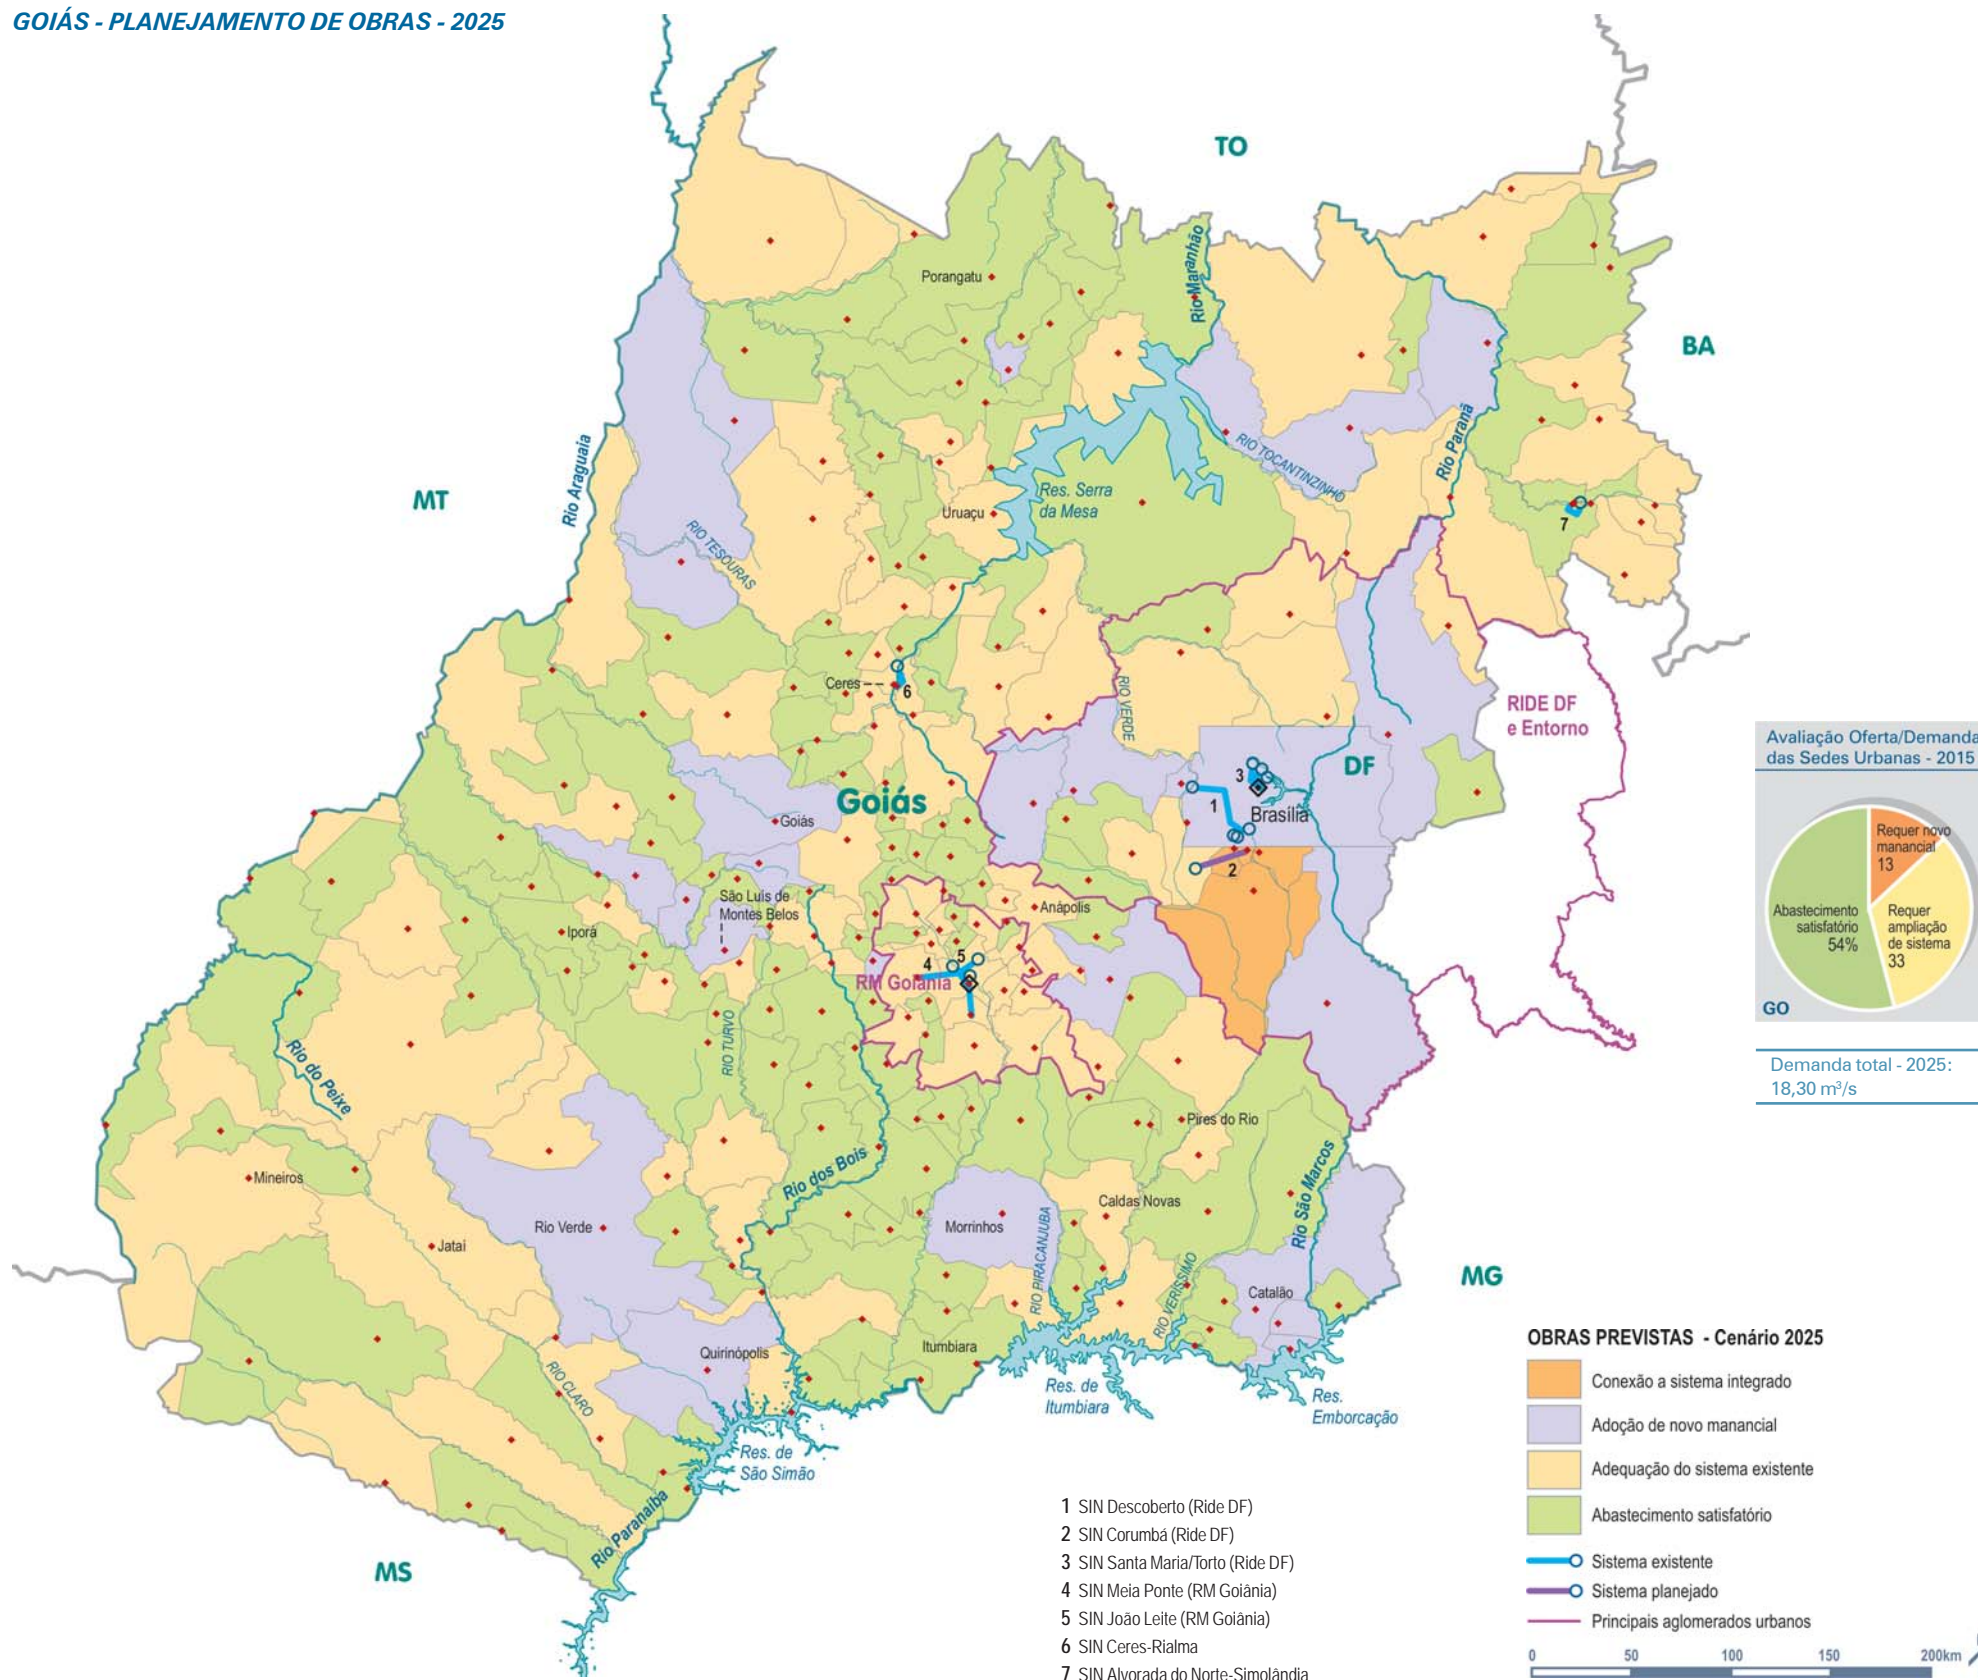 GOIÁS - PLANEJAMENTO DE OBRAS - 2025
TO
Rio Maranhão
Porangatu
BA
MT
Rio Araguaia
Rio Paranã
RIO TOCANTINZINHO
Res. Serra
da Mesa
Uruaçu
RIO TESOURAS
7
Ceres
6
RIO VERDE
RIDE DF
e Entorno
3
DF
1
Brasília
Goiás
Goiás
2
São Luís de
Montes Belos
Anápolis
Iporá
5
4
RM Goiânia
RIO TURVO
Rio do Peixe
Pires do Rio
Rio dos Bois
Rio São Marcos
Mineiros
Caldas Novas
Rio Verde
Morrinhos
RIO PIRACANJUBA
Jataí
RIO VERÍSSIMO
MG
Catalão
Quirinópolis
Itumbiara
RIO CLARO
Res. de
Itumbiara
Res.
Emborcação
Res. de
São Simão
Rio Paranaíba
MS
Avaliação Oferta/Demanda
das Sedes Urbanas - 2015
Requer novo
manancial
13
Abastecimento
satisfatório
54%
Requer
ampliação
de sistema
33
GO
Demanda total - 2025:
18,30 m³/s
OBRAS PREVISTAS - Cenário 2025
Conexão a sistema integrado
Adoção de novo manancial
Adequação do sistema existente
Abastecimento satisfatório
Sistema existente
Sistema planejado
Principais aglomerados urbanos
0 50 100 150 200km
1 SIN Descoberto (Ride DF)
2 SIN Corumbá (Ride DF)
3 SIN Santa Maria/Torto (Ride DF)
4 SIN Meia Ponte (RM Goiânia)
5 SIN João Leite (RM Goiânia)
6 SIN Ceres-Rialma
7 SIN Alvorada do Norte-Simolândia